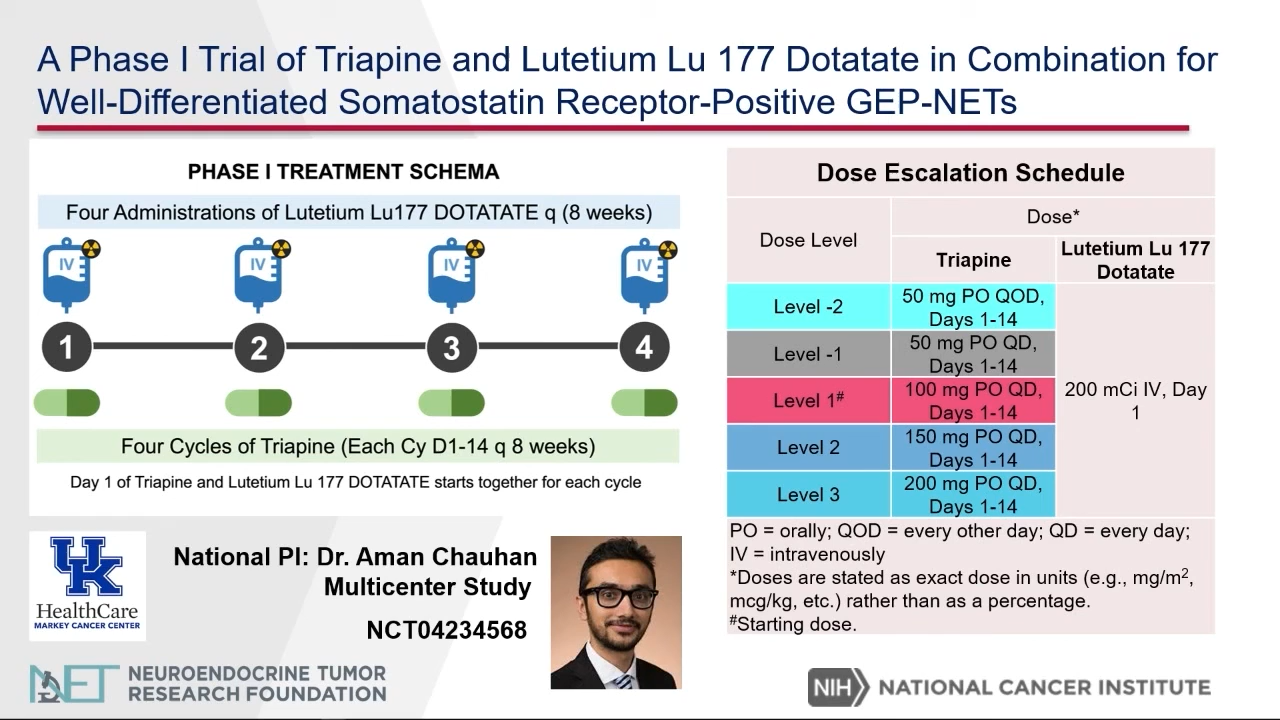 A Phase I Trial of Triapine and Lutetium Lu 177 Dotatate in Combination for
Well-Differentiated Somatostatin Receptor-Positive GEP-NETs
PHASE I TREATMENT SCHEMA
Four Administrations of Lutetium Lu177 DOTATATE q (8 weeks)
IV
IV
IV
IV
1
2
3
4
Four Cycles of Triapine (Each Cy D1-14 q 8 weeks)
Day 1 of Triapine and Lutetium Lu 177 DOTATATE starts together for each cycle
Dose Escalation Schedule
Dose Level
Dose*
Triapine
Lutetium Lu 177
Dotatate
Level -2
50 mg PO QOD,
Days 1-14
Level -1
50 mg PO QD,
Days 1-14
Level 1#
100 mg PO QD,
Days 1-14
200 mCi IV, Day
1
Level 2
150 mg PO QD,
Days 1-14
Level 3
200 mg PO QD,
Days 1-14
PO = orally; QOD = every other day; QD = every day;
IV = intravenously
*Doses are stated as exact dose in units (e.g., mg/m2,
mcg/kg, etc.) rather than as a percentage.
#Starting dose.
UK
HealthCare
MARKEY CANCER CENTER
National PI: Dr. Aman Chauhan
Multicenter Study
NCT04234568
NET
NEUROENDOCRINE TUMOR
RESEARCH FOUNDATION
NIH
NATIONAL CANCER INSTITUTE